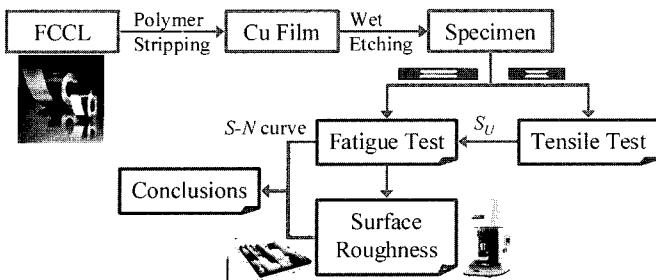 FCCL
Polymer
Stripping
Cu Film
Wet
Etching
Specimen
S-N curve
Fatigue Test
S_U
Tensile Test
Conclusions
Surface
Roughness